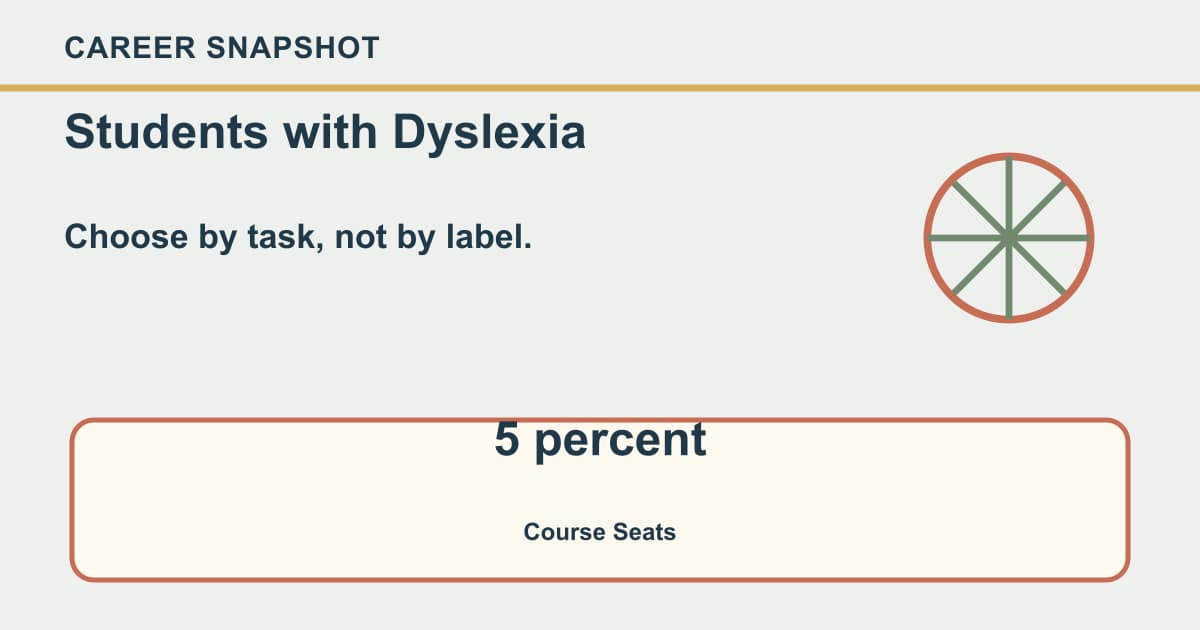 CAREER SNAPSHOT
Students with Dyslexia
Choose by task, not by label.
5 percent
Course Seats